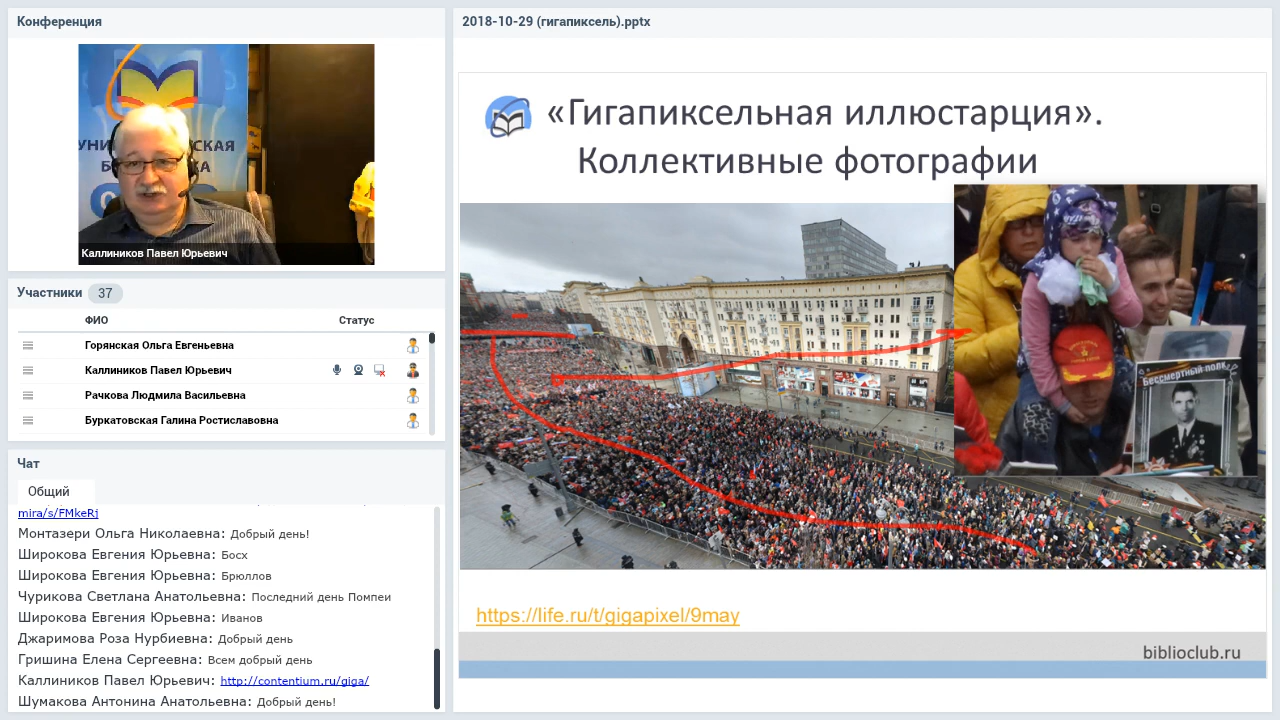 Конференция
УНИ
СКАЯ
Б
КА
Каллиников Павел Юрьевич
Участники 37
ФИО Статус
Горянская Ольга Евгеньевна
Каллиников Павел Юрьевич
Рачкова Людмила Васильевна
Буркатовская Галина Ростиславовна
Чат
Общий
mira/s/FMkeRj
Монтазери Ольга Николаевна: Добрый день!
Широкова Евгения Юрьевна: Босх
Широкова Евгения Юрьевна: Брюллов
Чурикова Светлана Анатольевна: Последний день Помпеи
Широкова Евгения Юрьевна: Иванов
Джаримова Роза Нурбиевна: Добрый день
Гришина Елена Сергеевна: Всем добрый день
Каллиников Павел Юрьевич: http://contentium.ru/giga/
Шумакова Антонина Анатольевна: Добрый день!
2018-10-29 (гигапиксель).pptx
«Гигапиксельная иллюстарция».
Коллективные фотографии
Бессмертный полк
https://life.ru/t/gigapixel/9may
biblioclub.ru